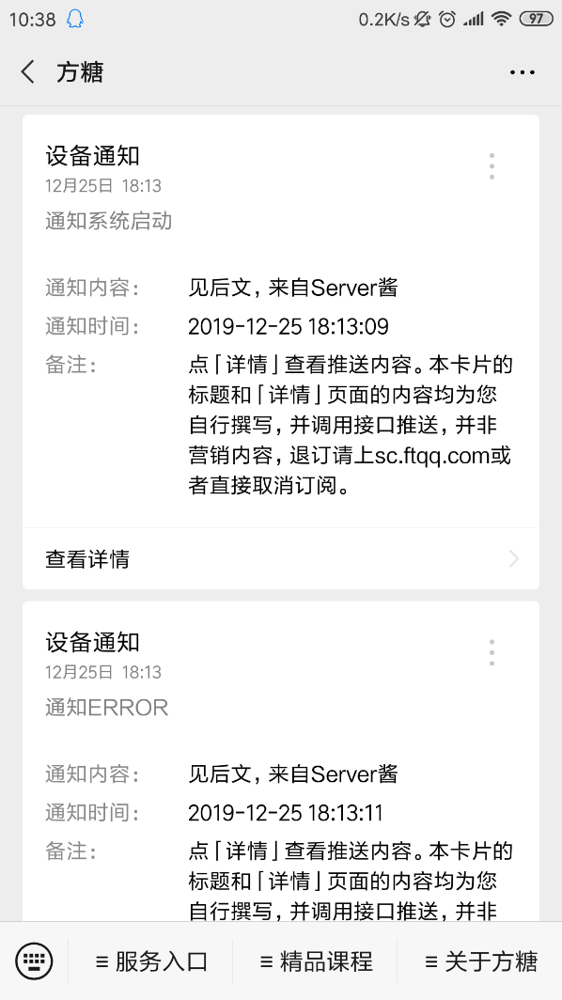 10:38 0.2K/s 97
方糖
设备通知
12月25日 18:13
通知系统启动
通知内容： 见后文，来自Server酱
通知时间： 2019-12-25 18:13:09
备注： 点「详情」查看推送内容。本卡片的
标题和「详情」页面的内容均为您
自行撰写，并调用接口推送，并非
营销内容，退订请上sc.ftqq.com或
者直接取消订阅。
查看详情
设备通知
12月25日 18:13
通知ERROR
通知内容： 见后文，来自Server酱
通知时间： 2019-12-25 18:13:11
备注： 点「详情」查看推送内容。本卡片的
标题和「详情」页面的内容均为您
自行撰写，并调用接口推送，并非
服务入口 精品课程 关于方糖